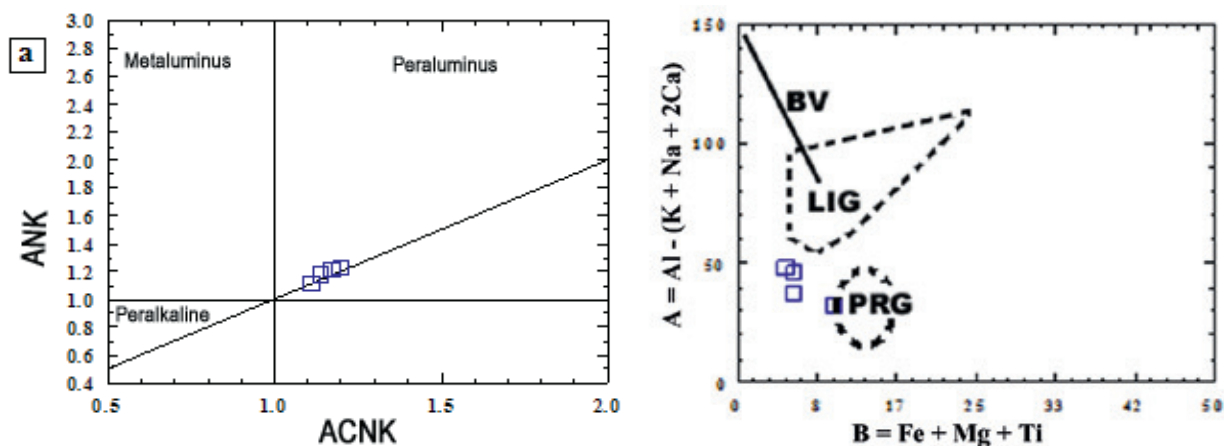 a
Metaluminus
Peraluminus
Peralkaline
3.0
2.8
2.6
2.4
2.2
2.0
1.8
1.6
1.4
1.2
1.0
0.8
0.6
0.4
0.5
1.0
1.5
2.0
ANK
ACNK
BV
LIG
PRG
150
100
50
0
0
8
17
25
33
42
50
A = Al - (K + Na + 2Ca)
B = Fe + Mg + Ti